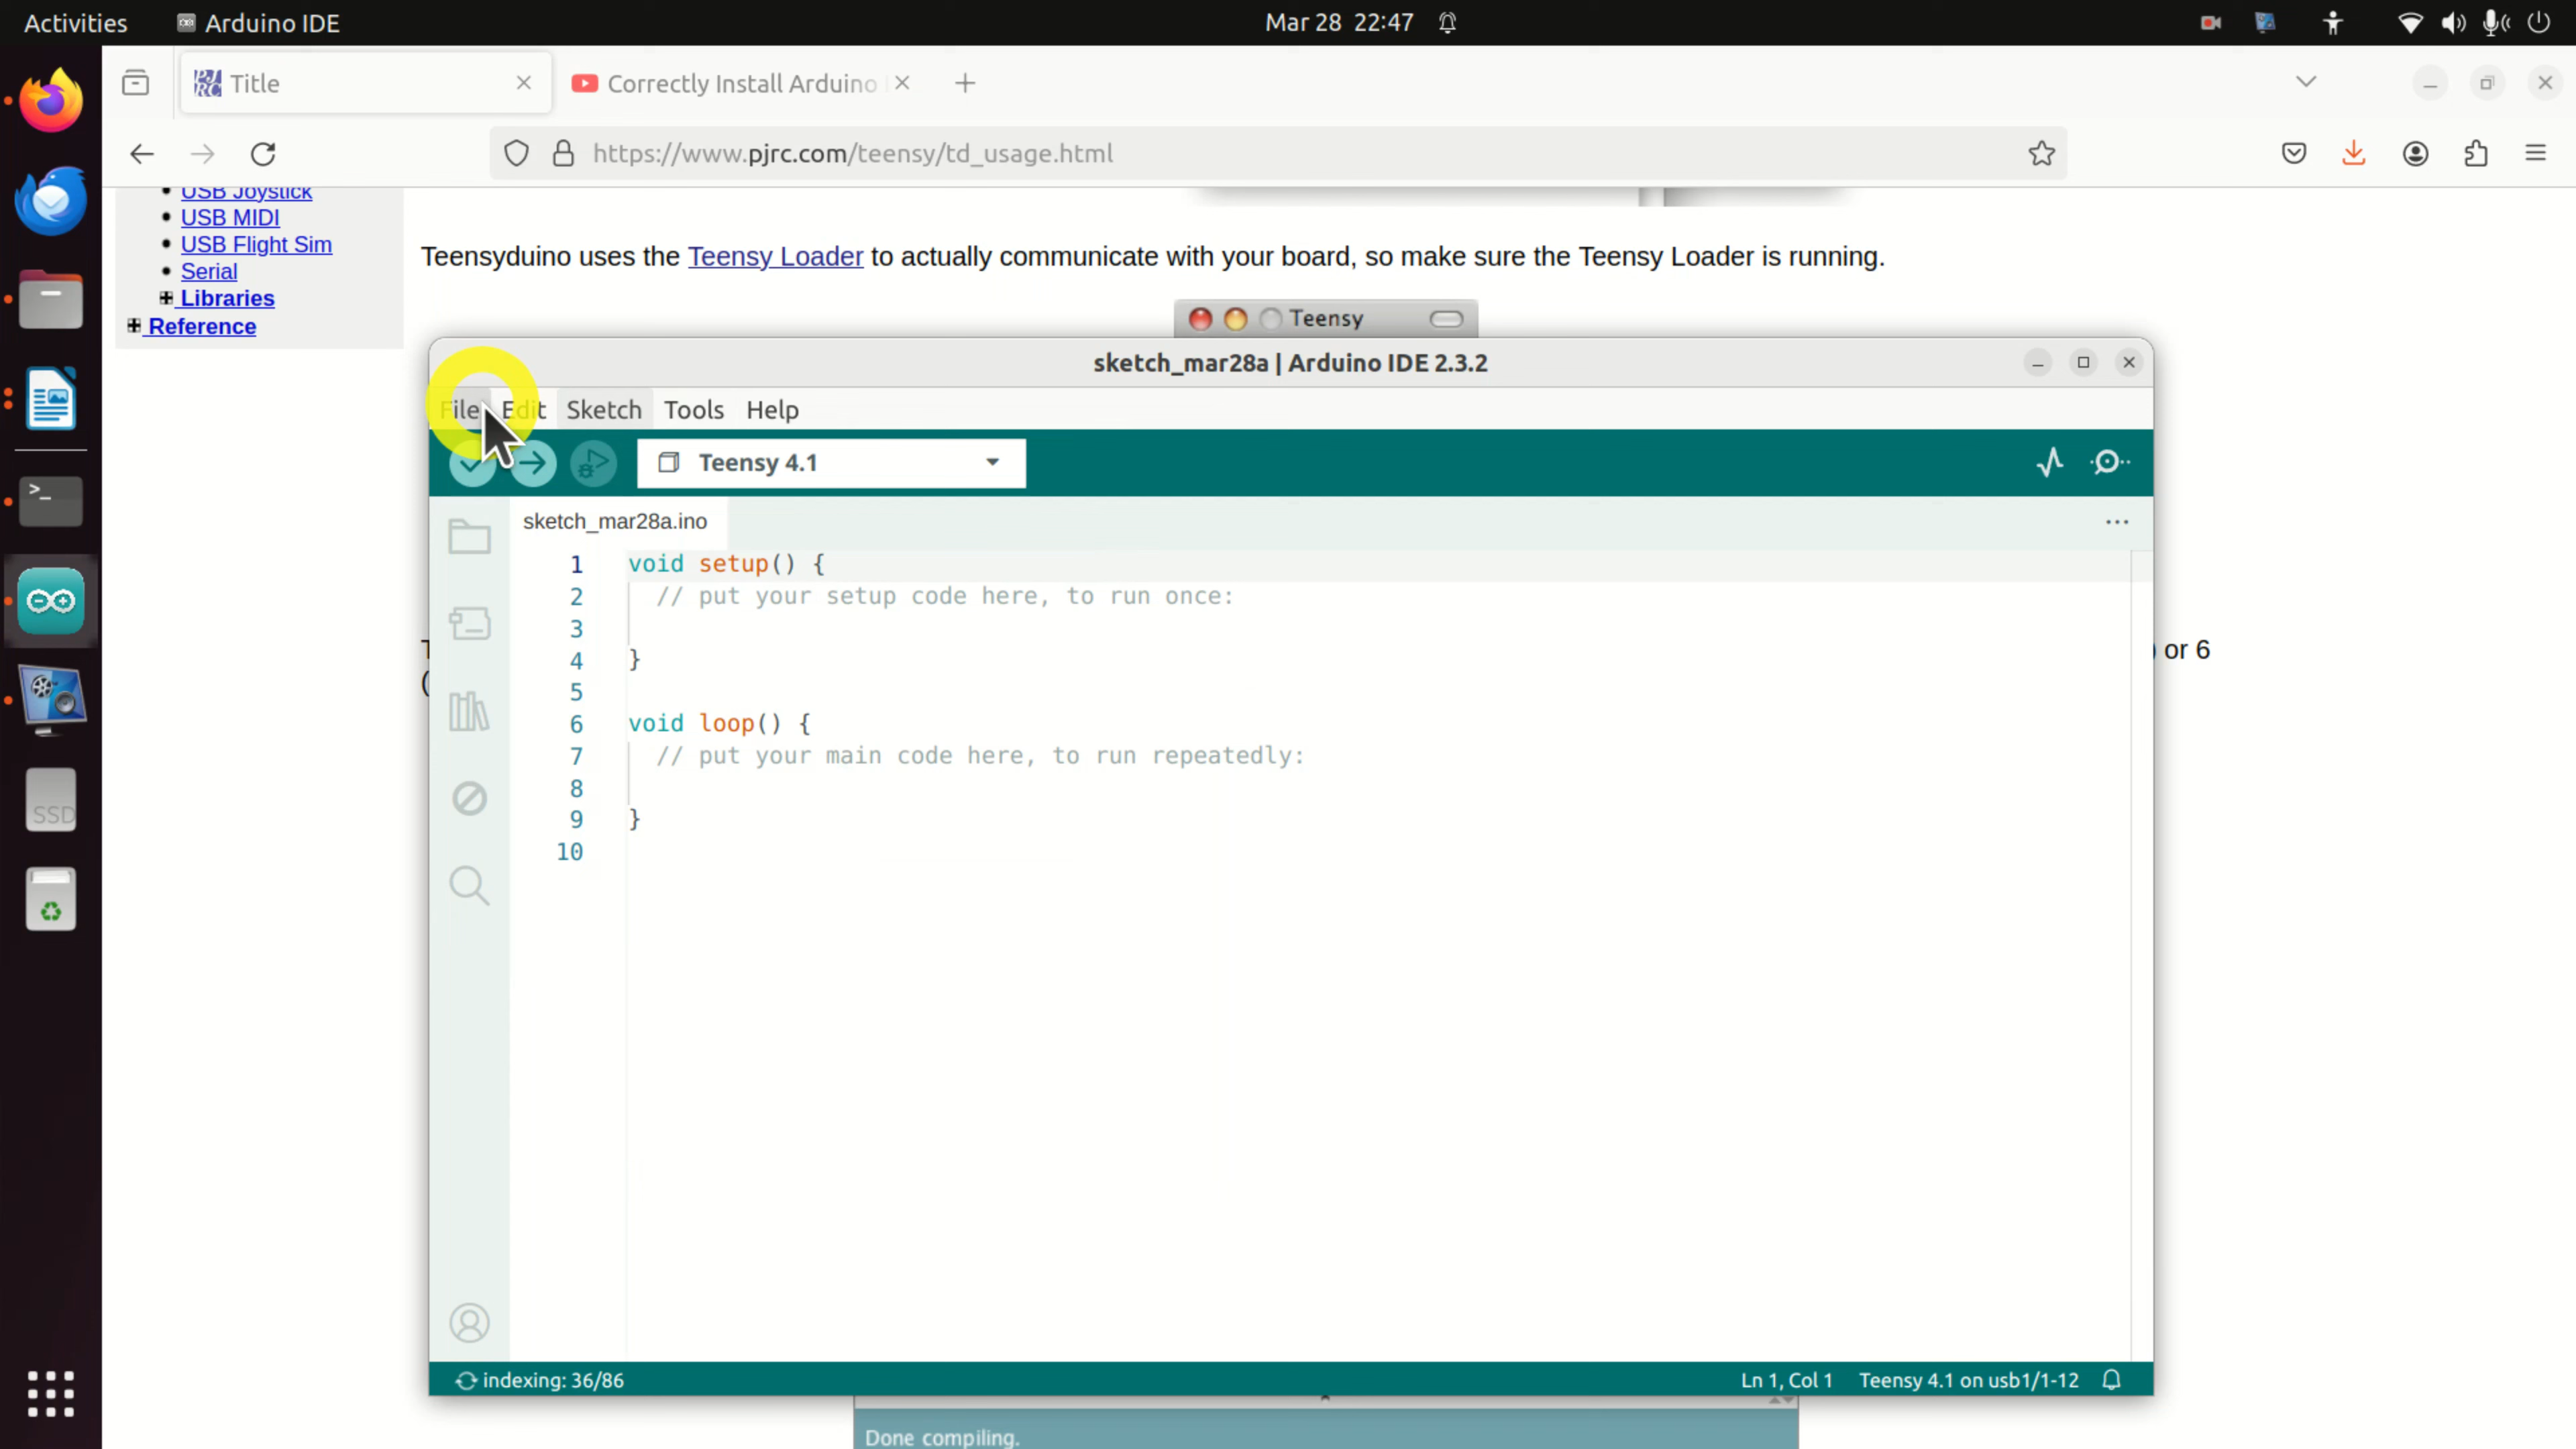 Activities
Arduino IDE
Mar 28 22:47
Title
Correctly Install Arduino
https://www.pjrc.com/teensy/td_usage.html
USB Joystick
USB MIDI
USB Flight Sim
Serial
Libraries
Reference
Teensyduino uses the Teensy Loader to actually communicate with your board, so make sure the Teensy Loader is running.
Teensy
sketch_mar28a | Arduino IDE 2.3.2
File Edit Sketch Tools Help
Teensy 4.1
sketch_mar28a.ino
1 void setup() {
2 // put your setup code here, to run once:
3
4 }
5
6 void loop() {
7 // put your main code here, to run repeatedly:
8
9 }
10
or 6
(
SSD
indexing: 36/86
Ln 1, Col 1
Teensy 4.1 on usb1/1-12
Done compiling.